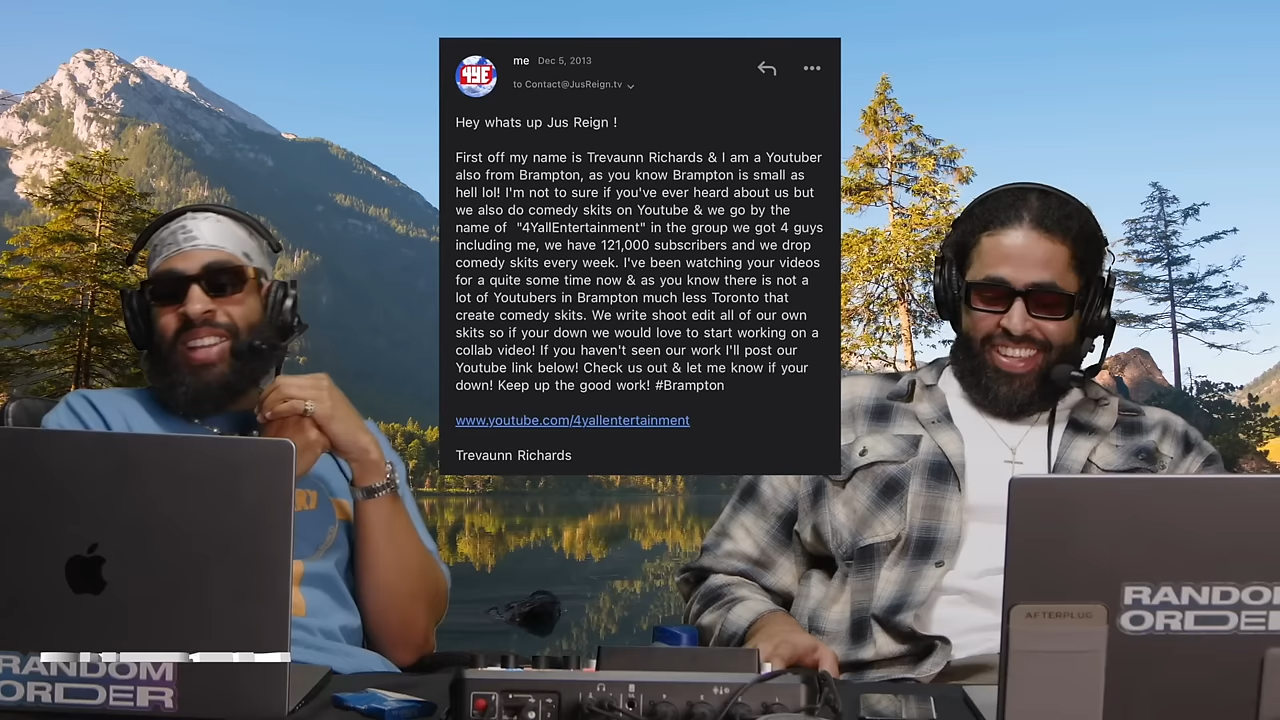 4YE
me Dec 5, 2013
to Contact@JusReign.tv
Hey whats up Jus Reign !
First off my name is Trevaunn Richards & I am a Youtuber
also from Brampton, as you know Brampton is small as
hell lol! I'm not to sure if you've ever heard about us but
we also do comedy skits on Youtube & we go by the
name of "4YallEntertainment" in the group we got 4 guys
including me, we have 121,000 subscribers and we drop
comedy skits every week. I've been watching your videos
for a quite some time now & as you know there is not a
lot of Youtubers in Brampton much less Toronto that
create comedy skits. We write shoot edit all of our own
skits so if your down we would love to start working on a
collab video! If you haven't seen our work I'll post our
Youtube link below! Check us out & let me know if your
down! Keep up the good work! #Brampton
www.youtube.com/4yallentertainment
Trevaunn Richards
RANDOM
ORDER
AFTERPLUG
RANDO
ORDE